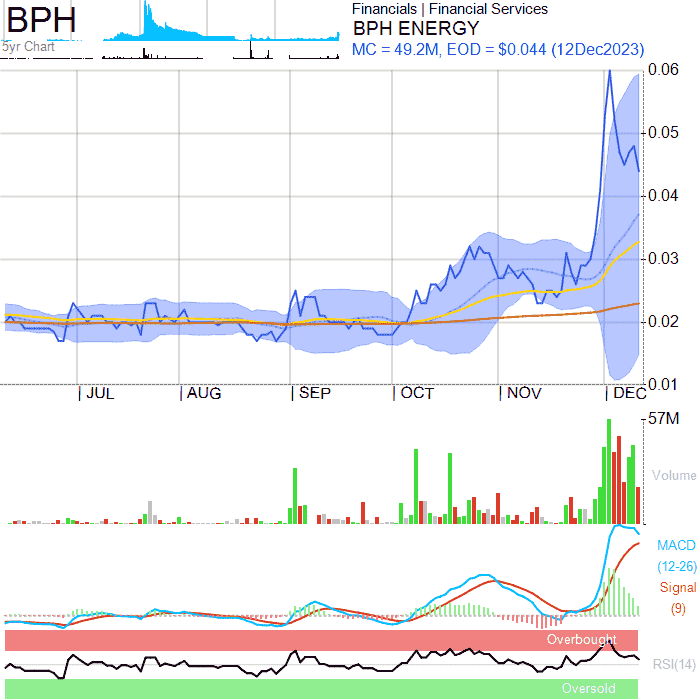 BPH
5yr Chart
Financials | Financial Services
BPH ENERGY
MC = 49.2M, EOD = $0.044 (12Dec2023)
0.06
0.05
0.04
0.03
0.02
0.01
JUL
AUG
SEP
OCT
NOV
DEC
57M
Volume
MACD
(12-26)
Signal
(9)
Overbought
RSI(14)
Oversold